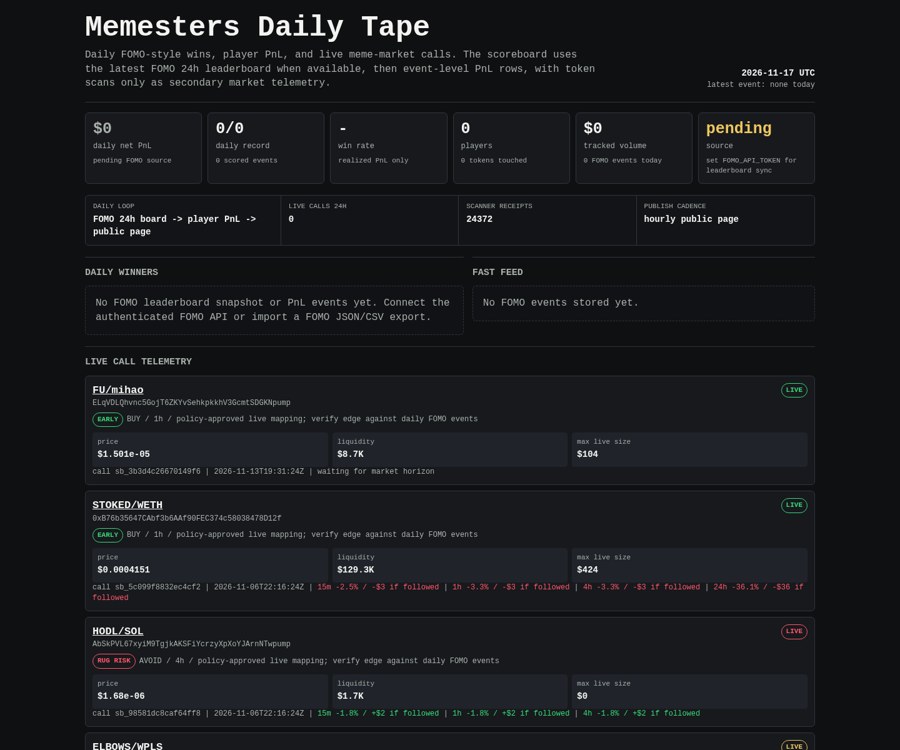 Memesters Daily Tape
Daily FOMO-style wins, player PnL, and live meme-market calls. The scoreboard uses
the latest FOMO 24h leaderboard when available, then event-level PnL rows, with token
scans only as secondary market telemetry.
2026-11-17 UTC
latest event: none today
$0
daily net PnL
pending FOMO source
0/0
daily record
0 scored events
-
win rate
realized PnL only
0
players
0 tokens touched
$0
tracked volume
0 FOMO events today
pending
source
set FOMO_API_TOKEN for
leaderboard sync
DAILY LOOP
FOMO 24h board -> player PnL ->
public page
LIVE CALLS 24H
0
SCANNER RECEIPTS
24372
PUBLISH CADENCE
hourly public page
DAILY WINNERS
No FOMO leaderboard snapshot or PnL events yet. Connect the
authenticated FOMO API or import a FOMO JSON/CSV export.
FAST FEED
No FOMO events stored yet.
LIVE CALL TELEMETRY
FU/mihao
LIVE
ELqVDLQhvnc5GojT6ZKYvSehkpkkhV3GcmtSDGKNpump
EARLY BUY / 1h / policy-approved live mapping; verify edge against daily FOMO events
price
$1.501e-05
liquidity
$8.7K
max live size
$104
call sb_3b3d4c26670149f6 | 2026-11-13T19:31:24Z | waiting for market horizon
STOKED/WETH
LIVE
0xB76b35647CAbf3b6AAf90FEC374c58038478D12f
EARLY BUY / 1h / policy-approved live mapping; verify edge against daily FOMO events
price
$0.0004151
liquidity
$129.3K
max live size
$424
call sb_5c099f8832ec4cf2 | 2026-11-06T22:16:24Z | 15m -2.5% / -$3 if followed | 1h -3.3% / -$3 if followed | 4h -3.3% / -$3 if followed | 24h -36.1% / -$36 if
followed
HODL/SOL
LIVE
AbSkPVL67xyiM9TgjkAKSFiYcrzyXpXoYJArnNTwpump
RUG RISK AVOID / 4h / policy-approved live mapping; verify edge against daily FOMO events
price
$1.68e-06
liquidity
$1.7K
max live size
$0
call sb_98581dc8caf64ff8 | 2026-11-06T22:16:24Z | 15m -1.8% / +$2 if followed | 1h -1.8% / +$2 if followed | 4h -1.8% / +$2 if followed
ELBOWS/WPLS
LIVE